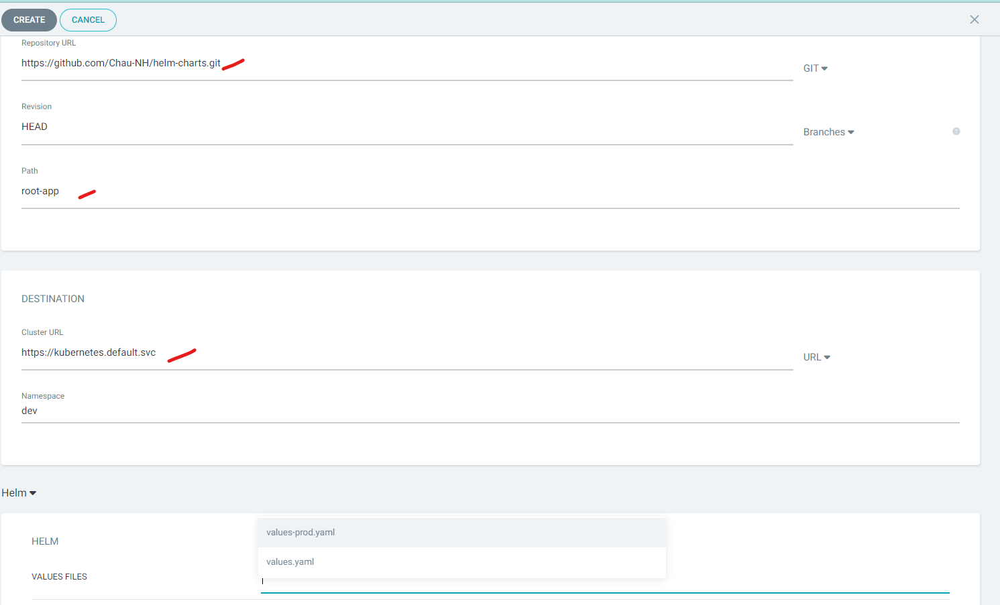 CREATE CANCEL
Repository URL
https://github.com/Chau-NH/helm-charts.git
GIT
Revision
HEAD
Branches
?
Path
root-app
DESTINATION
Cluster URL
https://kubernetes.default.svc
URL
Namespace
dev
Helm
HELM
values-prod.yaml
values.yaml
VALUES FILES